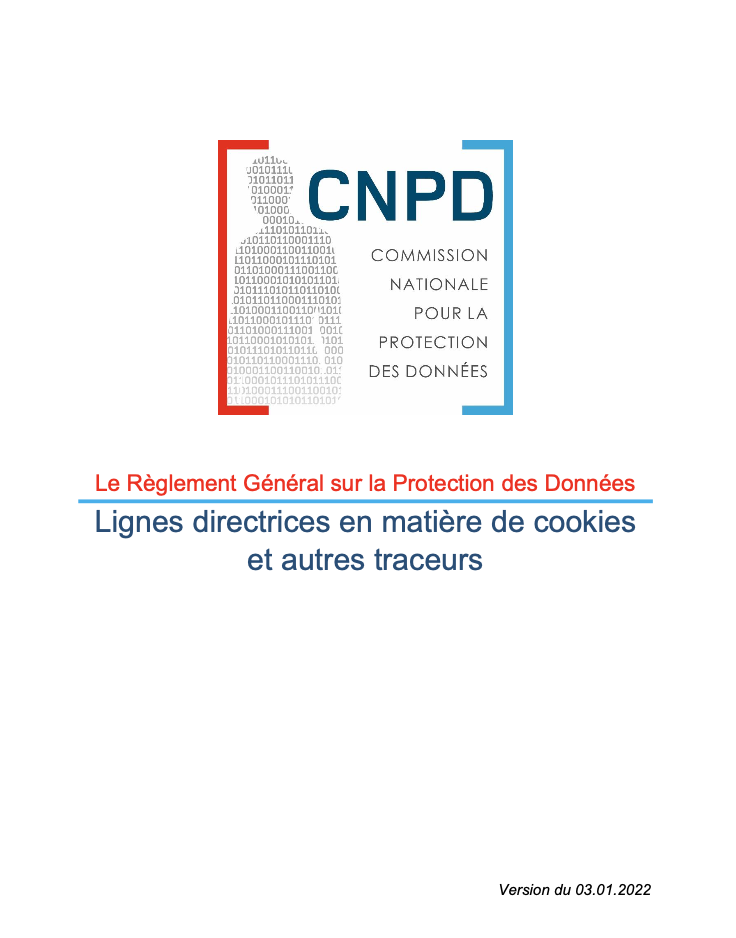 CNPD
COMMISSION
NATIONALE
POUR LA
PROTECTION
DES DONNÉES
Le Règlement Général sur la Protection des Données
Lignes directrices en matière de cookies
et autres traceurs
Version du 03.01.2022